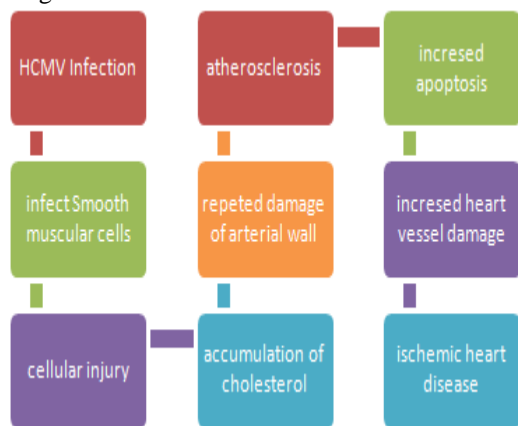 HCMV Infection
infect Smooth
muscular cells
cellular injury
accumulation of
cholesterol
repeted damage
of arterial wall
atherosclerosis
incresed
apoptosis
incresed heart
vessel damage
ischemic heart
disease